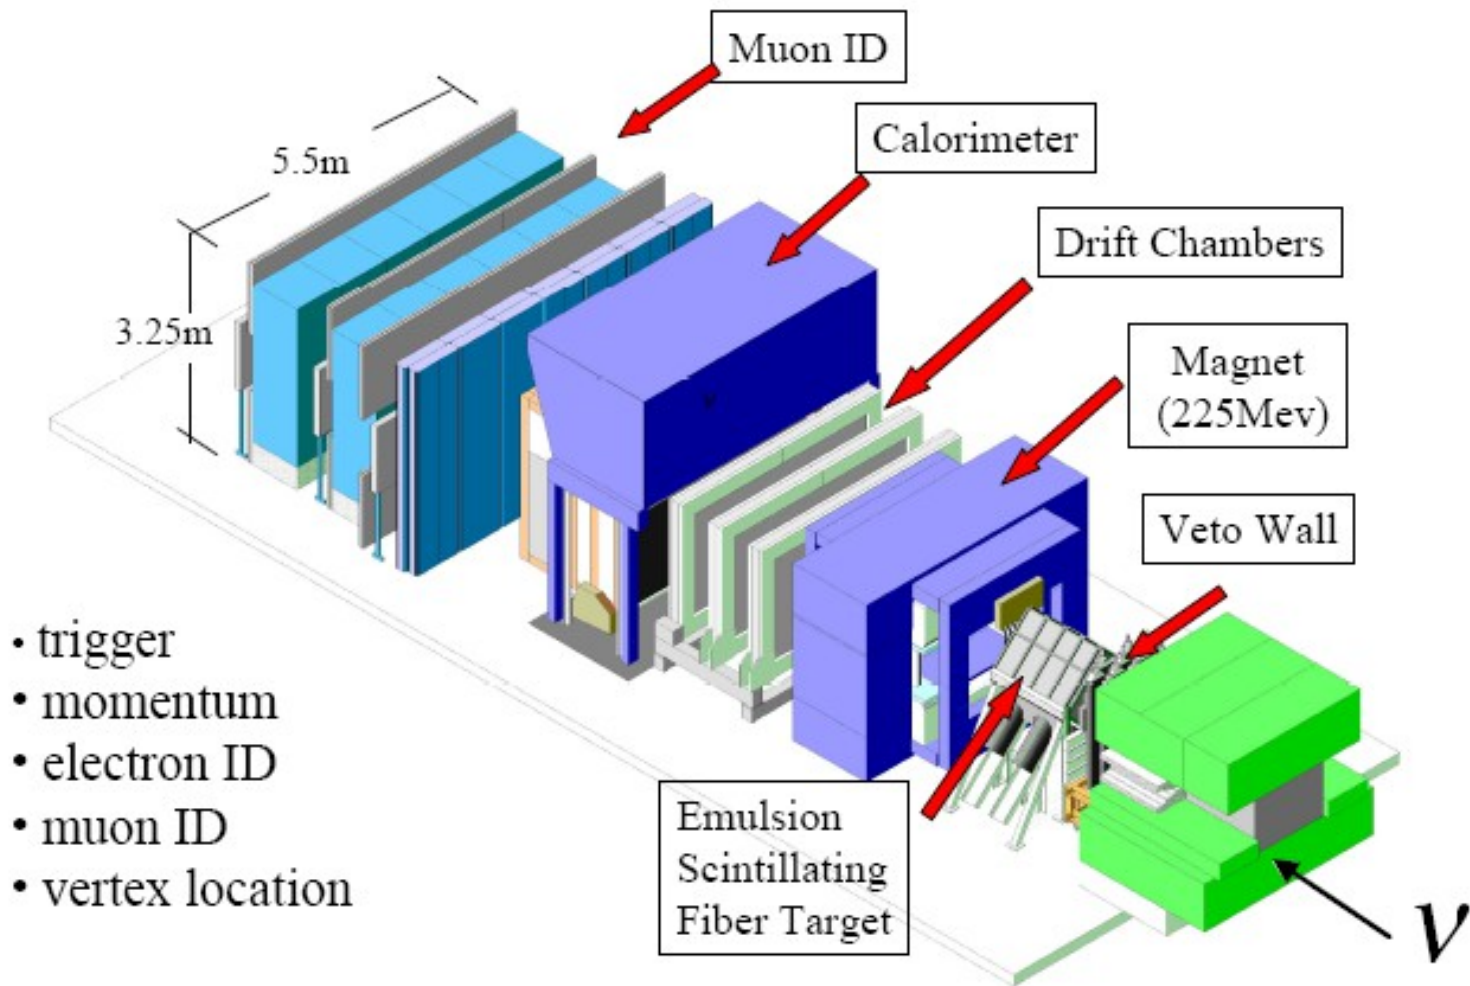 Muon ID
Calorimeter
5.5m
Drift Chambers
3.25m
Magnet
(225Mev)
Veto Wall
• trigger
• momentum
• electron ID
• muon ID
• vertex location
Emulsion
Scintillating
Fiber Target
ν